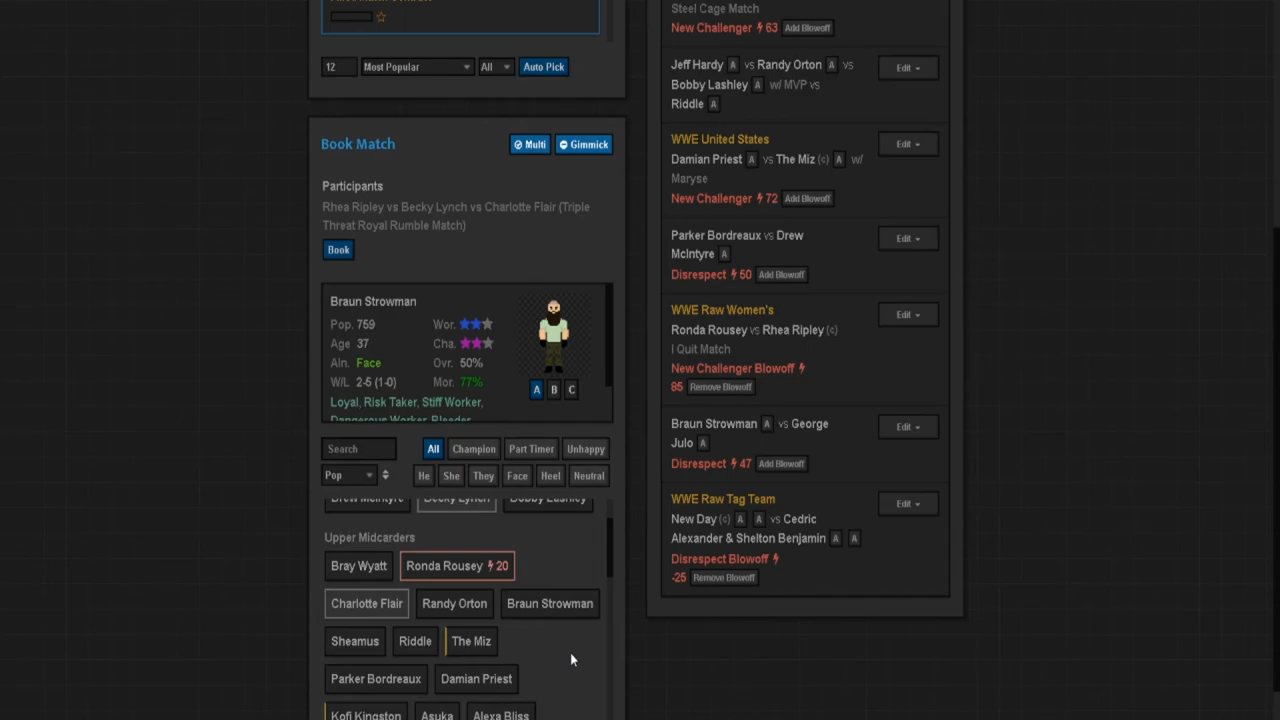 12
Most Popular
All
Auto Pick
Book Match
Multi
Gimmick
Participants
Rhea Ripley vs Becky Lynch vs Charlotte Flair (Triple
Threat Royal Rumble Match)
Book
Braun Strowman
Pop. 759
Wor.
Age 37
Cha.
Aln. Face
Ovr. 50%
W/L 2-5 (1-0)
Mor. 77%
A B C
Loyal, Risk Taker, Stiff Worker,
Dangerous Worker, Bleeder,
Search
All
Champion
Part Timer
Unhappy
Pop
He
She
They
Face
Heel
Neutral
Drew McIntyre
Becky Lynch
Bobby Lashley
Upper Midcarders
Bray Wyatt
Ronda Rousey 20
Charlotte Flair
Randy Orton
Braun Strowman
Sheamus
Riddle
The Miz
Parker Bordreaux
Damian Priest
Kofi Kingston
Asuka
Alexa Bliss
Steel Cage Match
New Challenger 63 Add Blowoff
Jeff Hardy A vs Randy Orton A vs
Bobby Lashley A w/ MVP vs
Riddle A
Edit
WWE United States
Damian Priest A vs The Miz (c) A w/
Maryse
New Challenger 72 Add Blowoff
Edit
Parker Bordreaux vs Drew
McIntyre A
Disrespect 60 Add Blowoff
Edit
WWE Raw Women's
Ronda Rousey vs Rhea Ripley (c)
I Quit Match
New Challenger Blowoff
85 Remove Blowoff
Edit
Braun Strowman A vs George
Julo A
Disrespect 47 Add Blowoff
Edit
WWE Raw Tag Team
New Day (c) A A vs Cedric
Alexander & Shelton Benjamin A A
Disrespect Blowoff
-25 Remove Blowoff
Edit